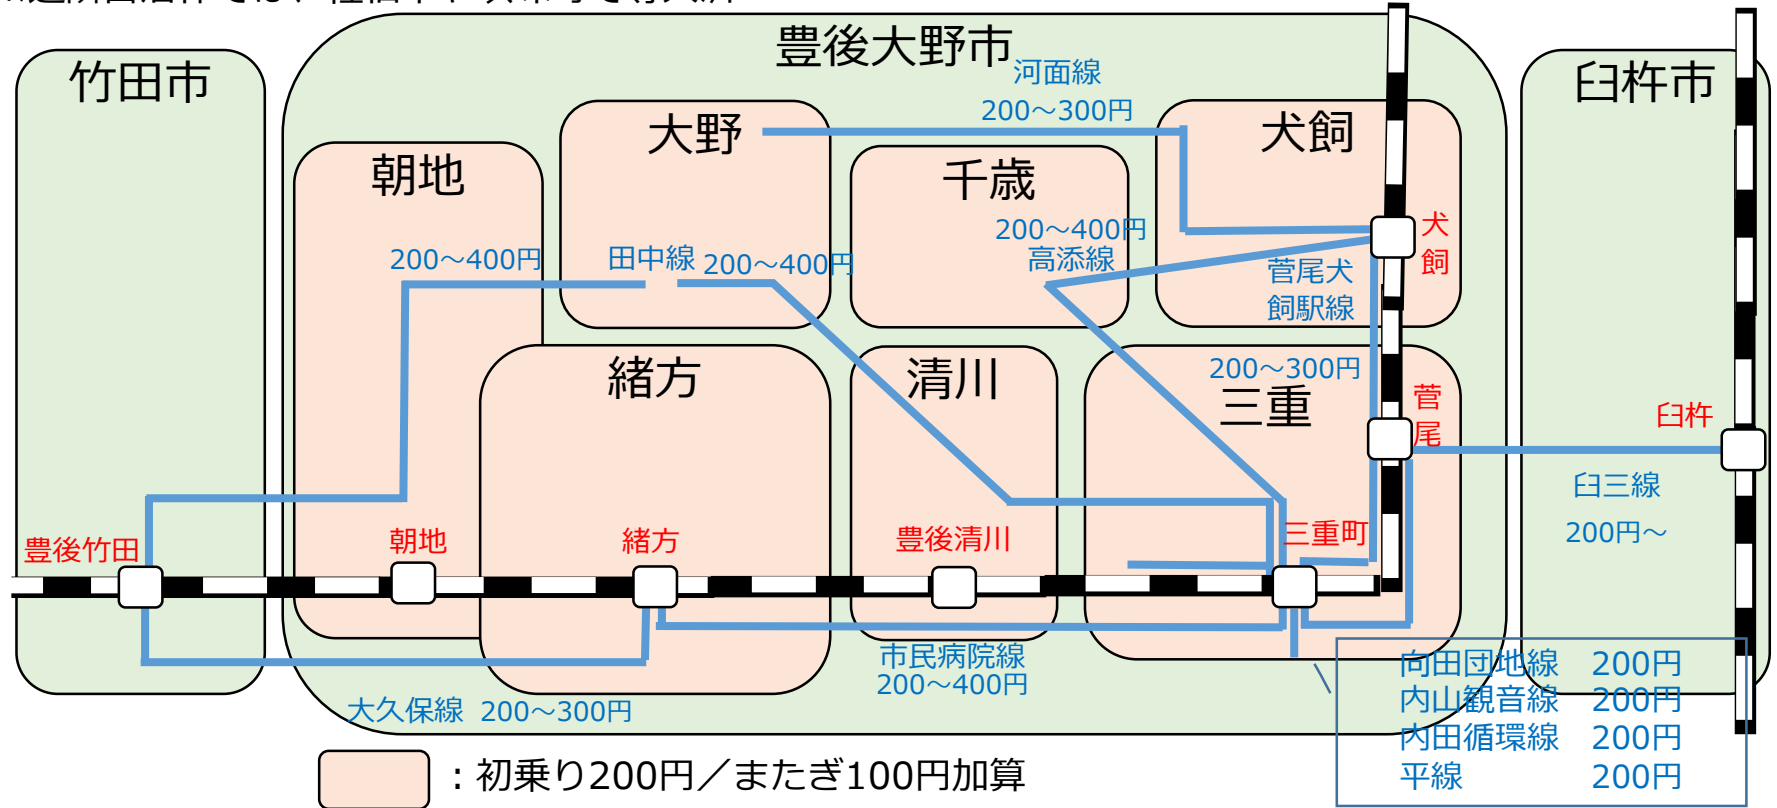 豊後大野市
竹田市
臼杵市
河面線
200～300円
大野
犬飼
朝地
千歳
200～400円
高添線
犬飼
200～400円
田中線
200～400円
菅尾犬
飼駅線
緒方
清川
200～300円
三重
菅尾
臼杵
臼三線
200円～
豊後竹田
朝地
緒方
豊後清川
三重町
市民病院線
200～400円
大久保線 200～300円
向田団地線 200円
内山観音線 200円
内田循環線 200円
平線 200円
：初乗り200円／またぎ100円加算